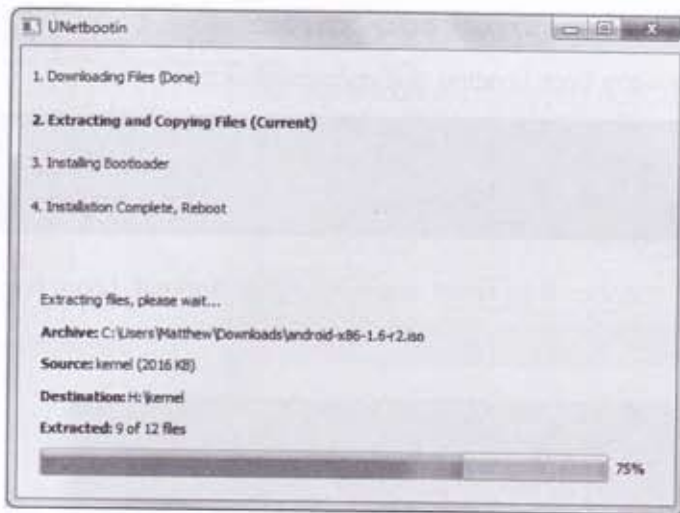 UNetbootin
1. Downloading Files (Done)
2. Extracting and Copying Files (Current)
3. Installing Bootloader
4. Installation Complete, Reboot
Extracting files, please wait...
Archive: C:\Users\Matthew\Downloads\android-x86-1.6-r2.iso
Source: kernel (2016 KB)
Destination: H:\kernel
Extracted: 9 of 12 files
75%